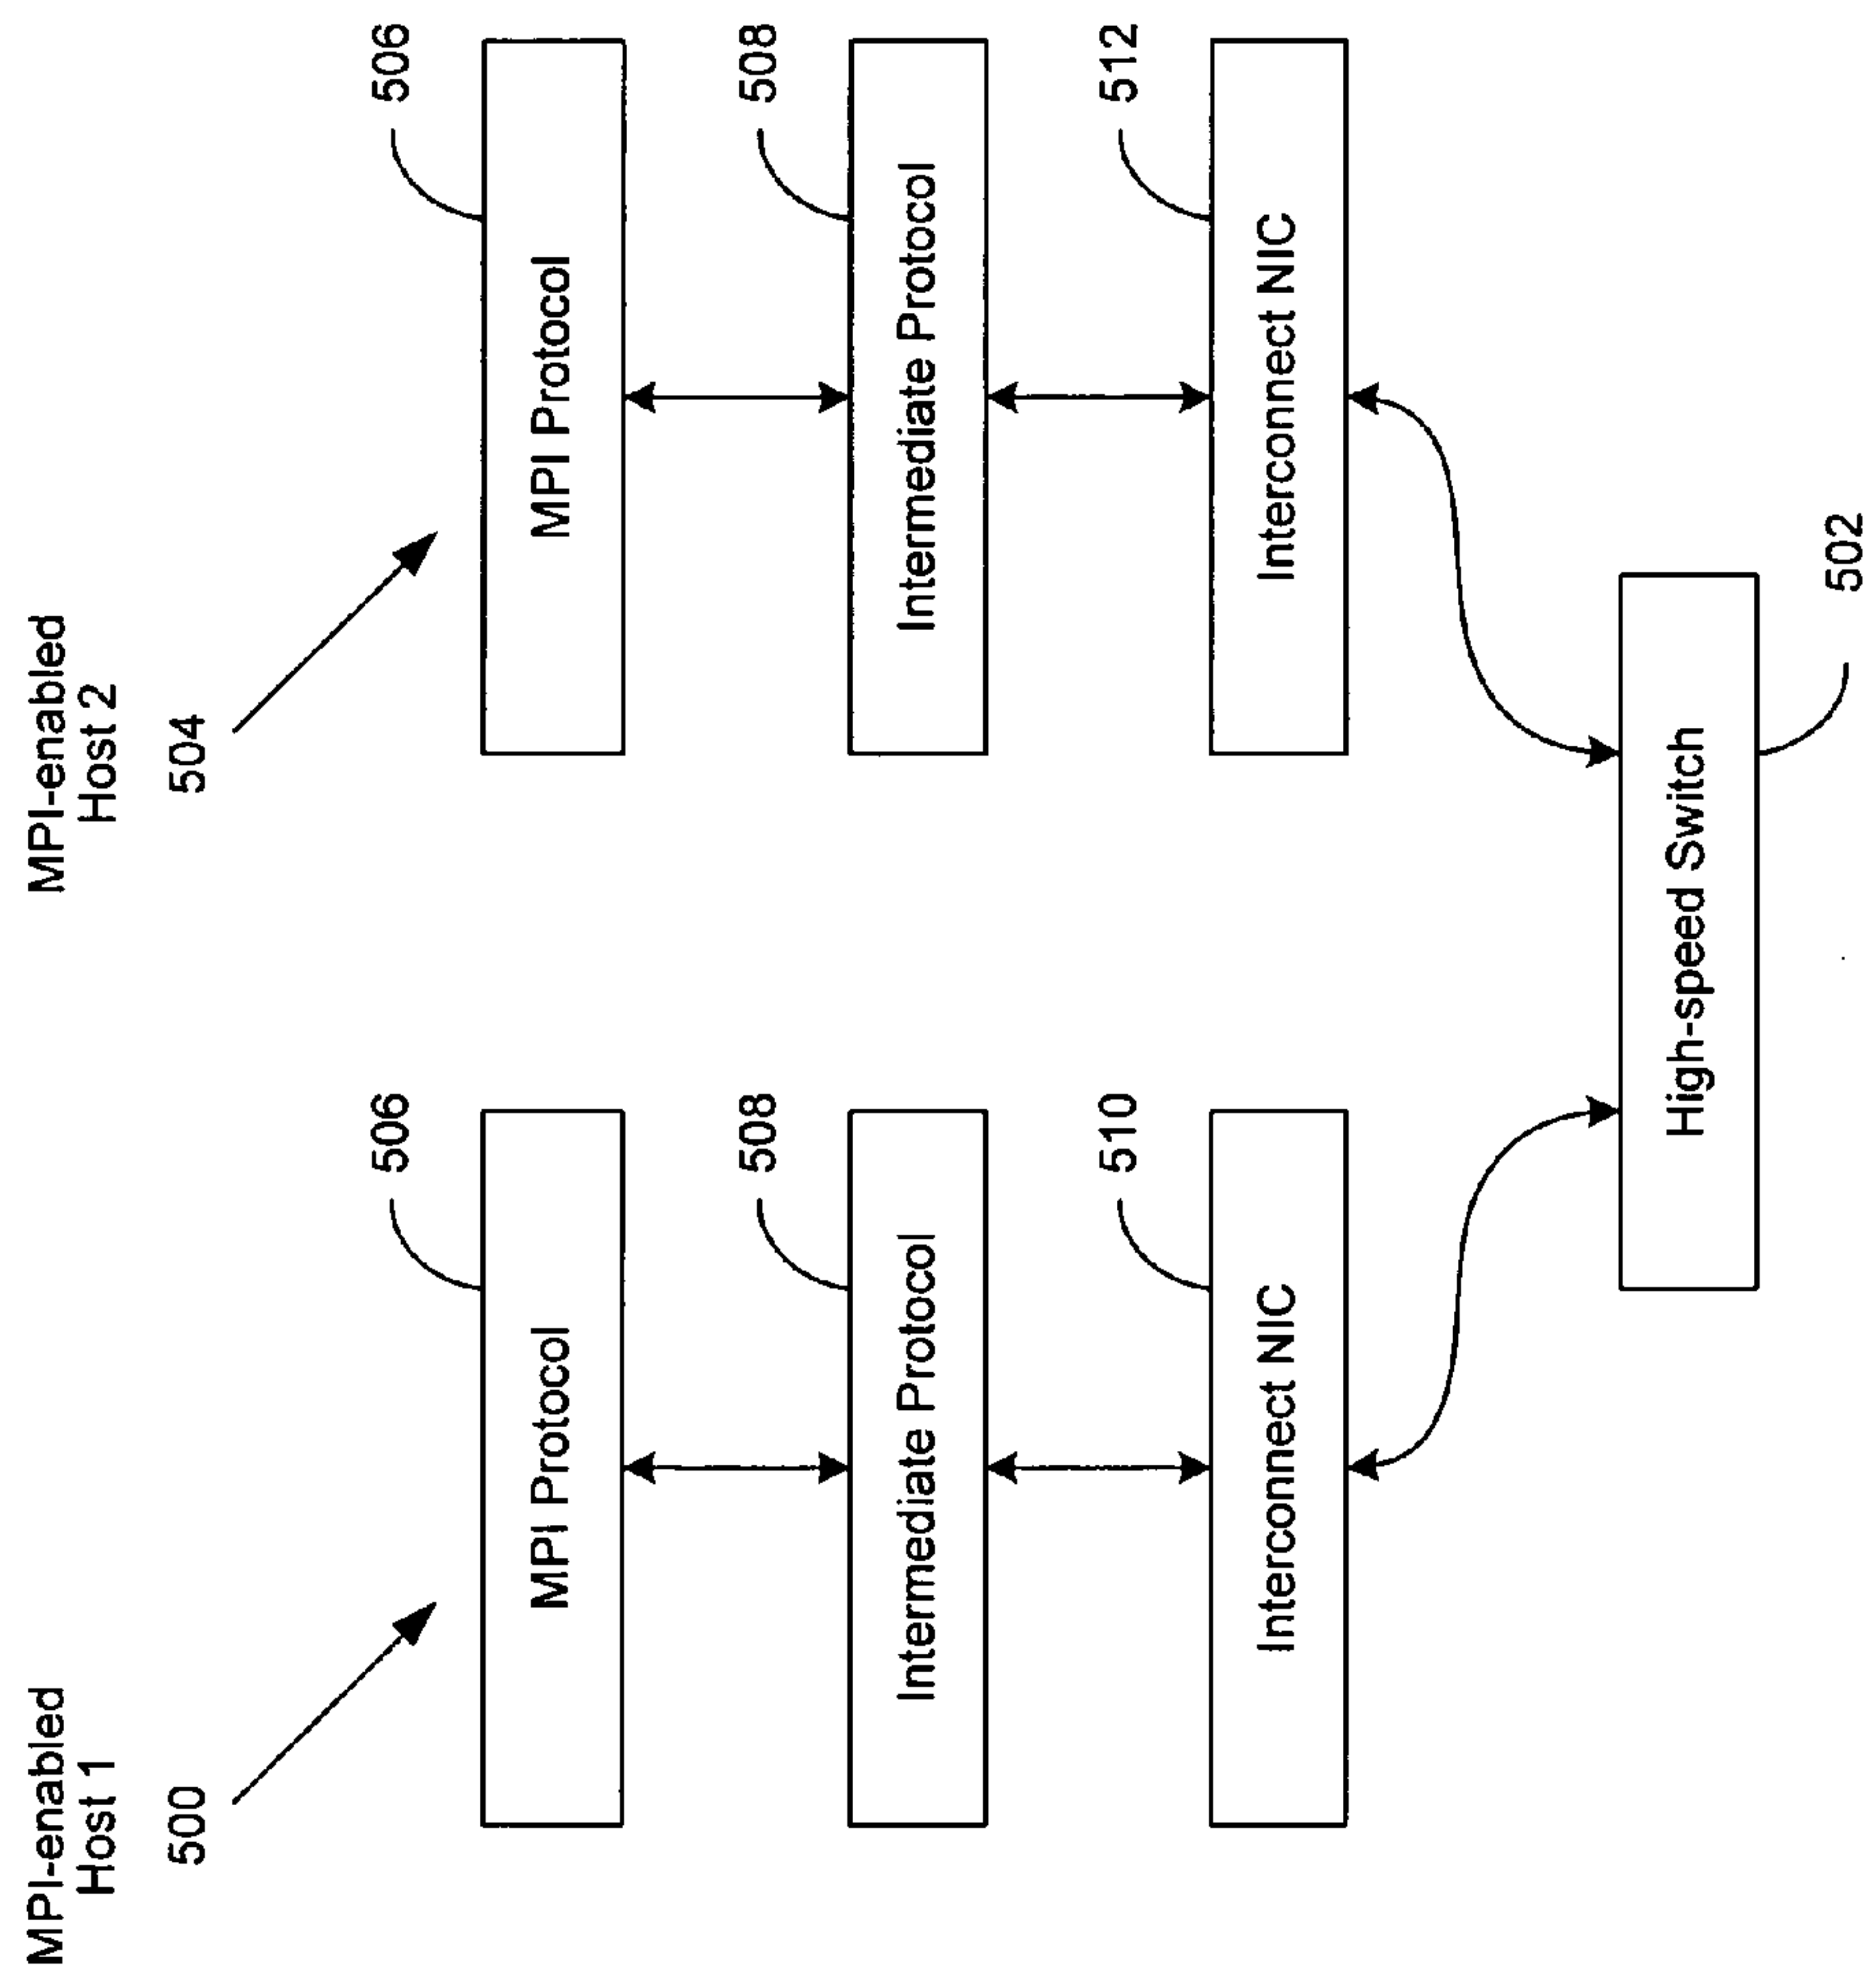 MPI-enabled
Host 1
500
MPI-enabled
Host 2
504
506
MPI Protocol
506
MPI Protocol
508
Intermediate Protocol
508
Intermediate Protocol
510
Interconnect NIC
512
Interconnect NIC
High-speed Switch
502